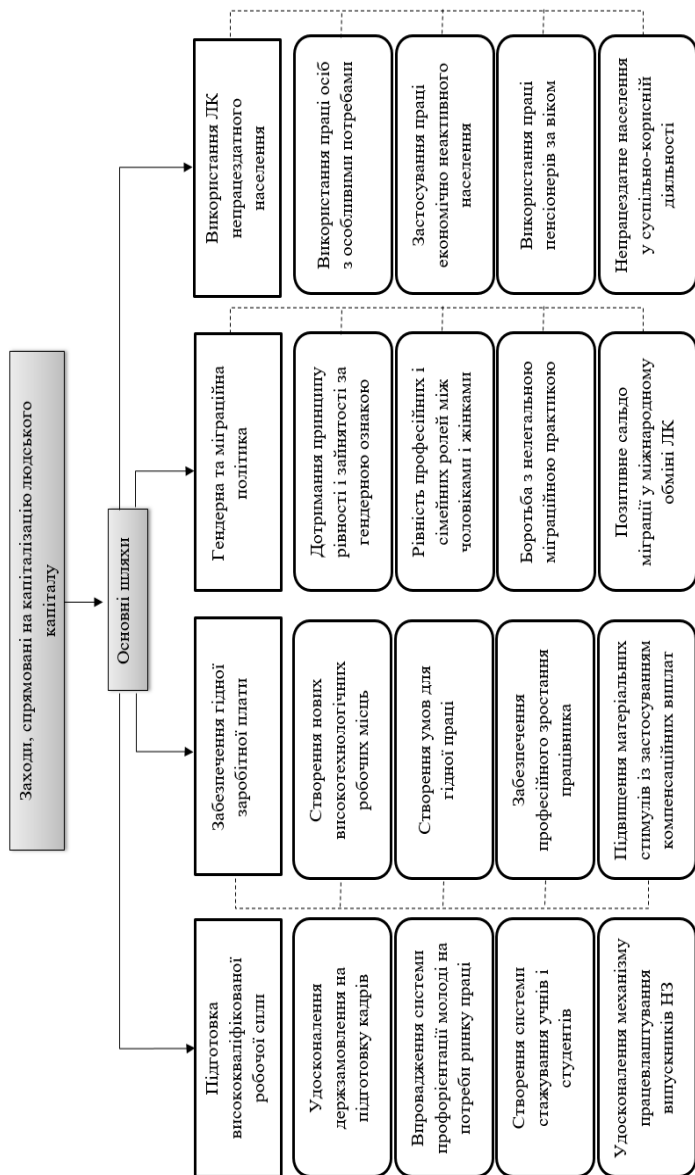 Заходи, спрямовані на капіталізацію людського
капіталу
Основні шляхи
Підготовка
висококваліфікованої
робочої сили
Удосконалення
держзамовлення на
підготовку кадрів
Впровадження системи
профорієнтації молоді на
потреби ринку праці
Створення системи
стажування учнів і
студентів
Удосконалення механізму
працевлаштування
випускників НЗ
Забезпечення гідної
заробітної плати
Створення нових
високотехнологічних
робочих місць
Створення умов для
гідної праці
Забезпечення
професійного зростання
працівника
Підвищення матеріальних
стимулів із застосуванням
компенсаційних виплат
Гендерна та міграційна
політика
Дотримання принципу
рівності і зайнятості за
гендерною ознакою
Рівність професійних і
сімейних ролей між
чоловіками і жінками
Боротьба з нелегальною
міграційною практикою
Позитивне сальдо
міграції у міжнародному
обміні ЛК
Використання ЛК
непрацездатного
населення
Використання праці осіб
з особливими потребами
Застосування праці
економічно неактивного
населення
Використання праці
пенсіонерів за віком
Непрацездатне населення
у суспільно-корисній
діяльності